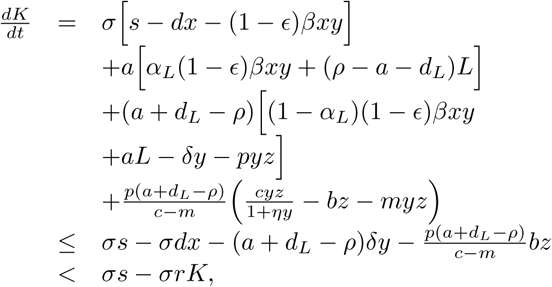 dK/dt = σ[s − dx − (1 − ϵ)βxy]
+a[α_L(1 − ϵ)βxy + (ρ − a − d_L)L]
+(a + d_L − ρ)[(1 − α_L)(1 − ϵ)βxy
+aL − δy − pyz]
+p(a+d_L−ρ)/c−m (cyz/1+ηy − bz − myz)
≤ σs − σdx − (a + d_L − ρ)δy − p(a+d_L−ρ)/c−m bz
< σs − σrK,